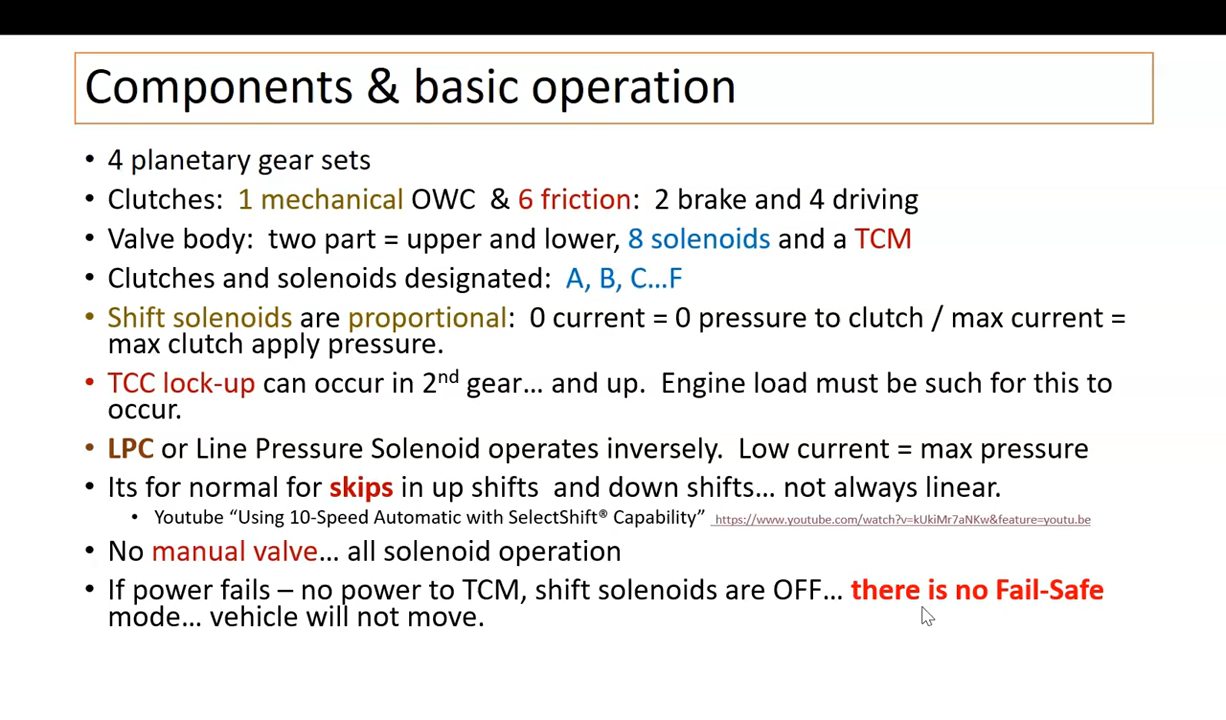 Components & basic operation
• 4 planetary gear sets
• Clutches: 1 mechanical OWC & 6 friction: 2 brake and 4 driving
• Valve body: two part = upper and lower, 8 solenoids and a TCM
• Clutches and solenoids designated: A, B, C…F
• Shift solenoids are proportional: 0 current = 0 pressure to clutch / max current =
max clutch apply pressure.
• TCC lock-up can occur in 2nd gear… and up. Engine load must be such for this to
occur.
• LPC or Line Pressure Solenoid operates inversely. Low current = max pressure
• Its for normal for skips in up shifts and down shifts… not always linear.
• Youtube “Using 10-Speed Automatic with SelectShift® Capability” https://www.youtube.com/watch?v=kUkiMr7aNKw&feature=youtu.be
• No manual valve… all solenoid operation
• If power fails – no power to TCM, shift solenoids are OFF… there is no Fail-Safe
mode… vehicle will not move.